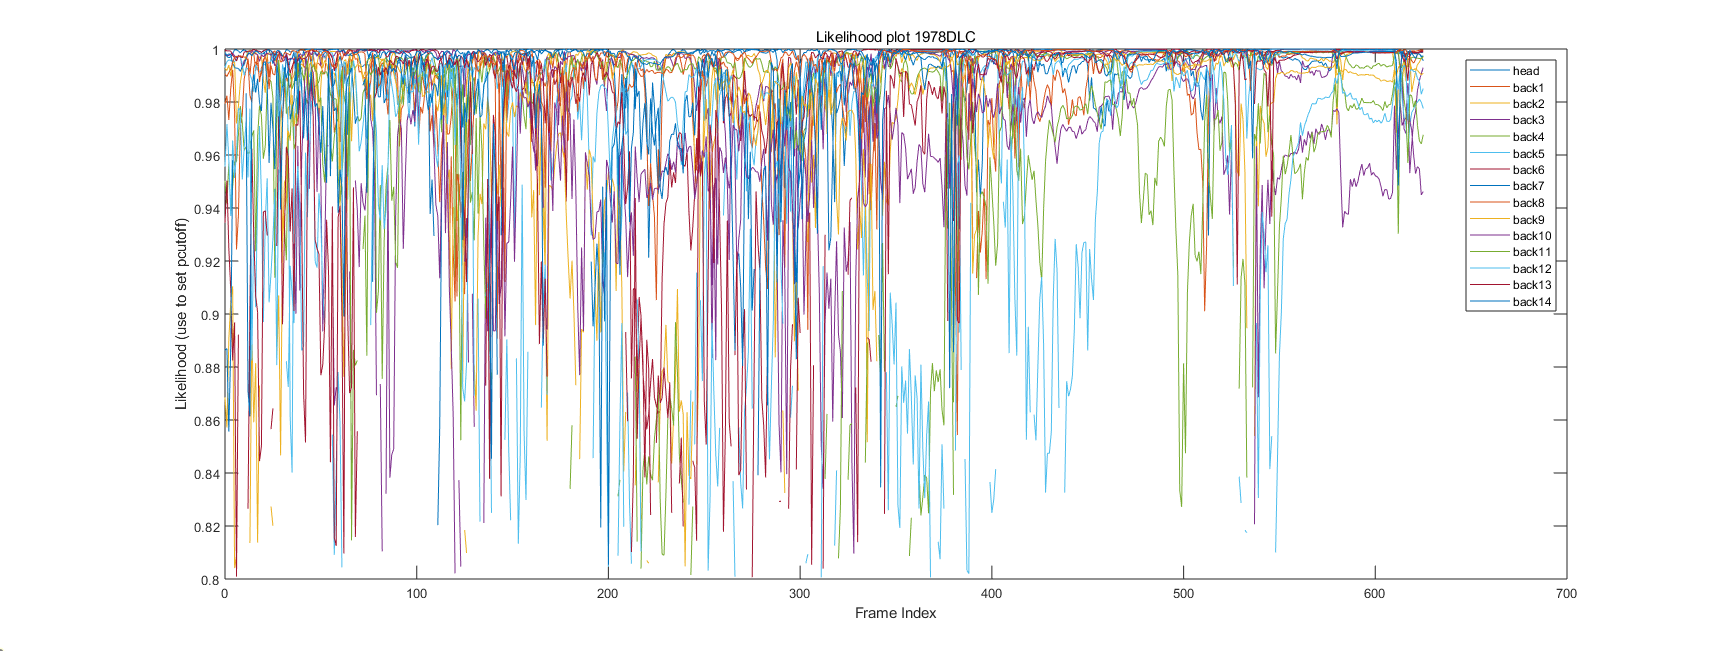 Likelihood plot 1978DLC
Likelihood (use to set pcutoff)
1
0.98
0.96
0.94
0.92
0.9
0.88
0.86
0.84
0.82
0.8
0
100
200
300
400
500
600
700
Frame Index
head
back1
back2
back3
back4
back5
back6
back7
back8
back9
back10
back11
back12
back13
back14